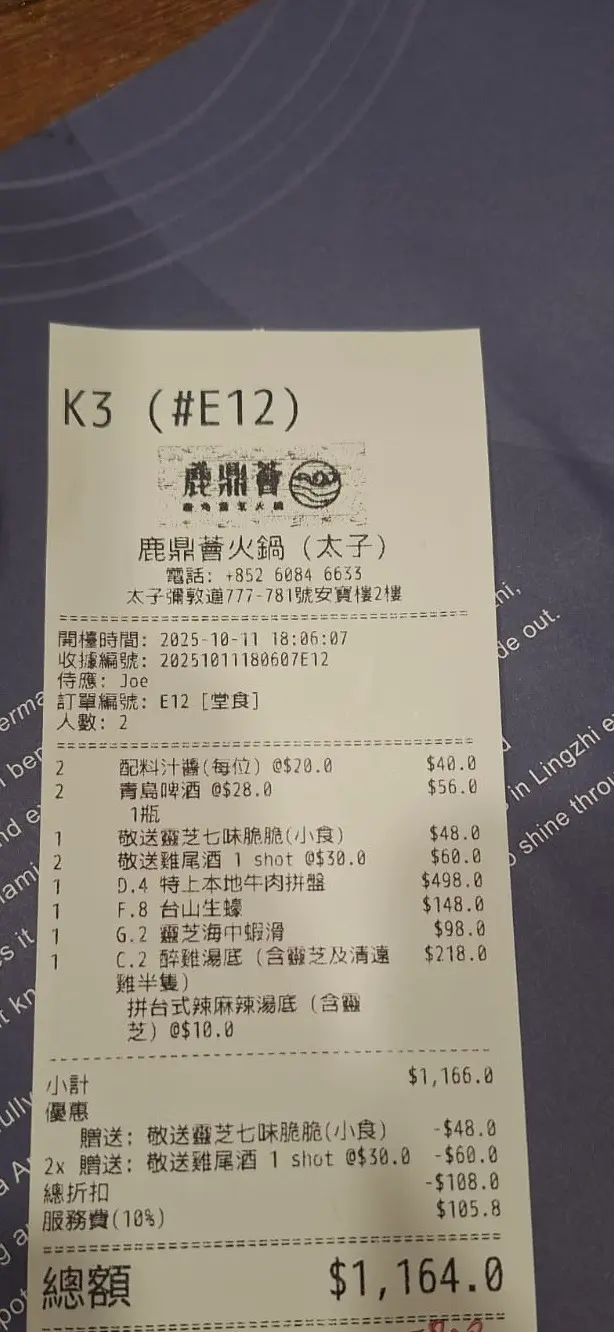 K3 (#E12)
鹿鼎薈
鹿鼎薈火鍋 (太子)
電話: +852 6084 6633
太子彌敦道777-781號安寶樓2樓
開檯時間: 2025-10-11 18:06:07
收據編號: 20251011180607E12
侍應: Joe
訂單編號: E12 [堂食]
人數: 2
2 配料汁醬(每位) @$20.0 $40.0
2 青島啤酒 @$28.0 $56.0
1瓶
1 敬送靈芝七味脆脆(小食) $48.0
2 敬送雞尾酒 1 shot @$30.0 $60.0
1 D.4 特上本地牛肉拼盤 $498.0
1 F.8 台山生蠔 $148.0
1 G.2 靈芝海中蝦滑 $98.0
1 C.2 醉雞湯底 (含靈芝及清遠 $218.0
雞半隻)
拼台式辣麻辣湯底 (含靈
芝) @$10.0
小計 $1,166.0
優惠
贈送: 敬送靈芝七味脆脆(小食) -$48.0
2x 贈送: 敬送雞尾酒 1 shot @$30.0 -$60.0
總折扣 -$108.0
服務費(10%) $105.8
總額 $1,164.0
de out.
in Lingzhi
shine